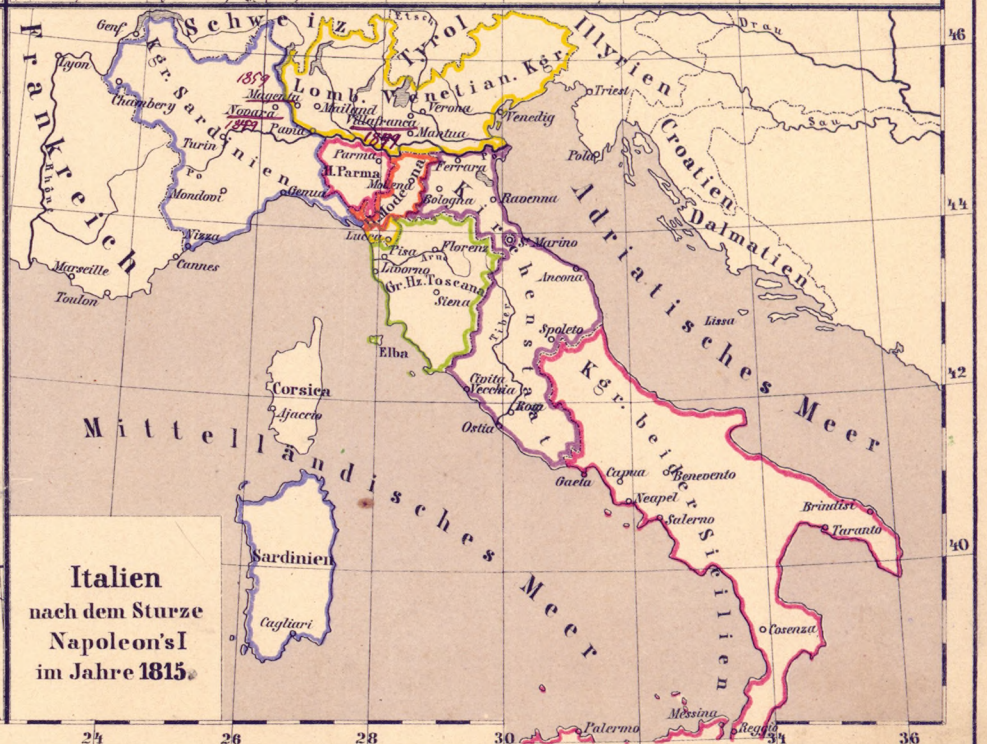 Genf
Schweiz
Etsch
Tyrol
Illyrien
Drau
46
Frankreich
Lyon
Kgr. Sardinien
1859
Lomb. Venetian. Kgr.
Magenta
Mailand
Verona
Triest
Chambery
Novara
Villafranca
Venedig
Sau
Pavia
Mantua
Croatien
Turin
Pola
Parma
Ferrara
H.Parma
Modena
Po
Rhône
Bologna
Mondovi
Genua
H. Modena
Ravenna
44
Kirchenstaat
Dalmatien
Adriatisches Meer
Nizza
Lucca
Pisa
Florenz
Marino
Cannes
Arno
Marseille
Livorno
Gr.Hz.Toscana
Ancona
Toulon
Siena
Tiber
Lissa
Spoleto
Elba
42
Corsica
Civita
Vecchia
Kgr. beider Sicilien
Ajaccio
Rom
Mittelländisches Meer
Ostia
Gaeta
Capua
Benevento
Neapel
Salerno
Brindisi
Taranto
40
Sardinien
Cagliari
Cosenza
Messina
Palermo
Reggio
Italien
nach dem Sturze
Napoleon's I
im Jahre 1815.
24
26
28
30
34
36